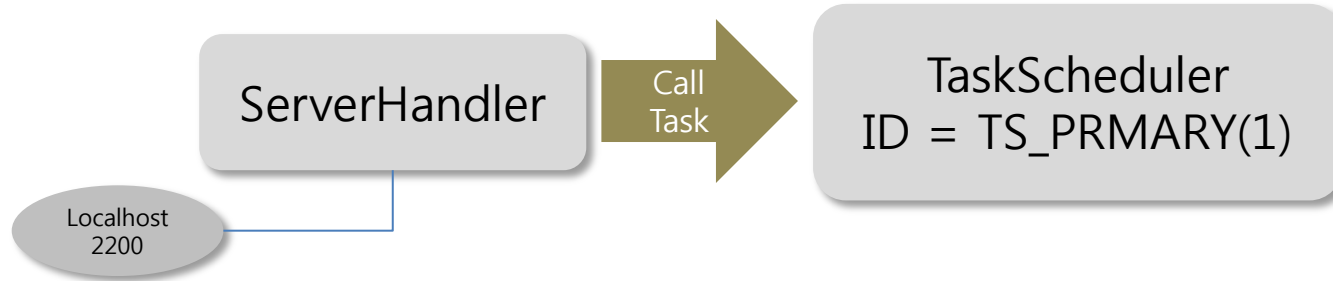 ServerHandler
Call
Task
TaskScheduler
ID = TS_PRMARY(1)
Localhost
2200